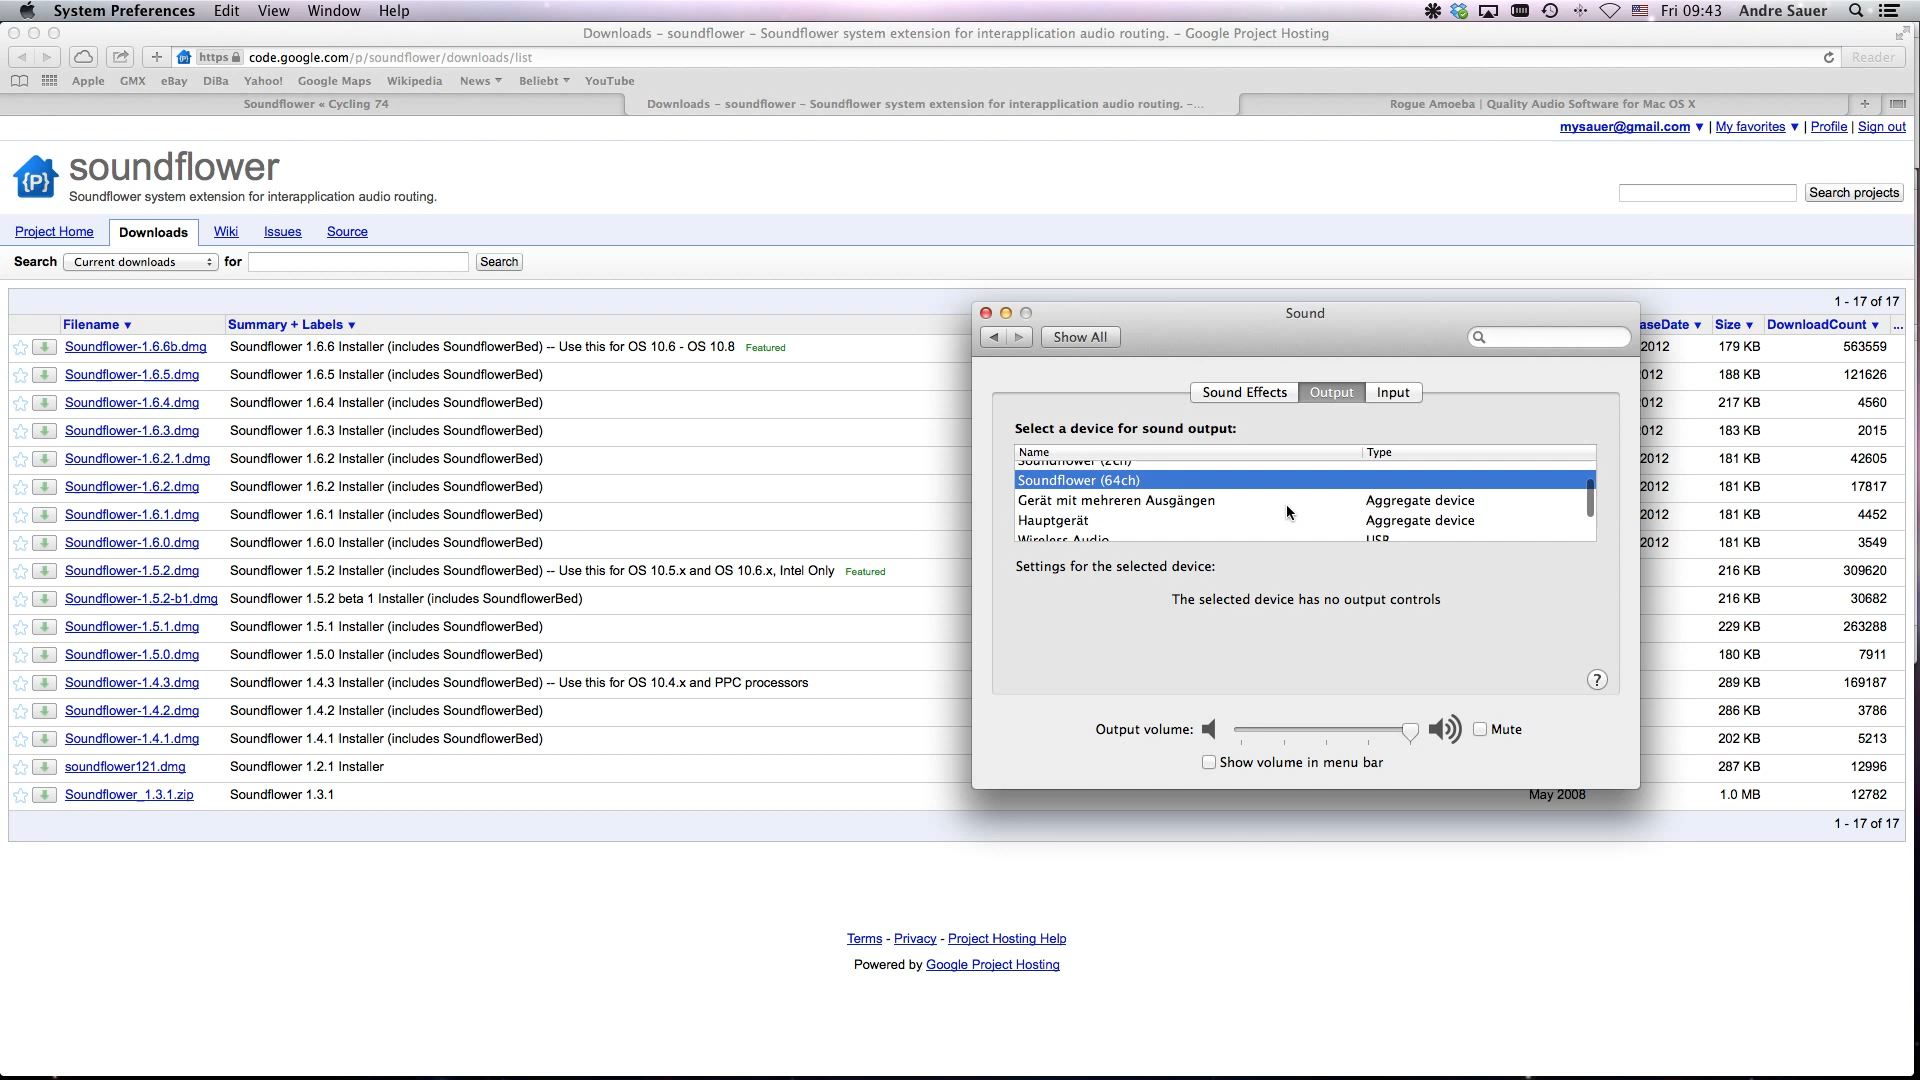 System Preferences Edit View Window Help Fri 09:43 Andre Sauer
Downloads – soundflower – Soundflower system extension for interapplication audio routing. – Google Project Hosting
https code.google.com/p/soundflower/downloads/list Reader
Apple GMX eBay DiBa Yahoo! Google Maps Wikipedia News ▼ Beliebt ▼ YouTube
Soundflower « Cycling 74 Downloads – soundflower – Soundflower system extension for interapplication audio routing. –... Rogue Amoeba | Quality Audio Software for Mac OS X
mysauer@gmail.com ▼ | My favorites ▼ | Profile | Sign out
{P} soundflower
Soundflower system extension for interapplication audio routing.
Search projects
Project Home Downloads Wiki Issues Source
Search Current downloads for Search
1 - 17 of 17
Filename ▼ Summary + Labels ▼ aseDate ▼ Size ▼ DownloadCount ▼ ...
Soundflower-1.6.6b.dmg Soundflower 1.6.6 Installer (includes SoundflowerBed) -- Use this for OS 10.6 - OS 10.8 Featured 2012 179 KB 563559
Soundflower-1.6.5.dmg Soundflower 1.6.5 Installer (includes SoundflowerBed) 012 188 KB 121626
Soundflower-1.6.4.dmg Soundflower 1.6.4 Installer (includes SoundflowerBed) 012 217 KB 4560
Soundflower-1.6.3.dmg Soundflower 1.6.3 Installer (includes SoundflowerBed) 012 183 KB 2015
Soundflower-1.6.2.1.dmg Soundflower 1.6.2 Installer (includes SoundflowerBed) 2012 181 KB 42605
Soundflower-1.6.2.dmg Soundflower 1.6.2 Installer (includes SoundflowerBed) 2012 181 KB 17817
Soundflower-1.6.1.dmg Soundflower 1.6.1 Installer (includes SoundflowerBed) 2012 181 KB 4452
Soundflower-1.6.0.dmg Soundflower 1.6.0 Installer (includes SoundflowerBed) 2012 181 KB 3549
Soundflower-1.5.2.dmg Soundflower 1.5.2 Installer (includes SoundflowerBed) -- Use this for OS 10.5.x and OS 10.6.x, Intel Only Featured 216 KB 309620
Soundflower-1.5.2-b1.dmg Soundflower 1.5.2 beta 1 Installer (includes SoundflowerBed) 216 KB 30682
Soundflower-1.5.1.dmg Soundflower 1.5.1 Installer (includes SoundflowerBed) 229 KB 263288
Soundflower-1.5.0.dmg Soundflower 1.5.0 Installer (includes SoundflowerBed) 180 KB 7911
Soundflower-1.4.3.dmg Soundflower 1.4.3 Installer (includes SoundflowerBed) -- Use this for OS 10.4.x and PPC processors 289 KB 169187
Soundflower-1.4.2.dmg Soundflower 1.4.2 Installer (includes SoundflowerBed) 286 KB 3786
Soundflower-1.4.1.dmg Soundflower 1.4.1 Installer (includes SoundflowerBed) 202 KB 5213
soundflower121.dmg Soundflower 1.2.1 Installer 287 KB 12996
Soundflower_1.3.1.zip Soundflower 1.3.1 May 2008 1.0 MB 12782
1 - 17 of 17
Sound
Show All
Sound Effects Output Input
Select a device for sound output:
Name Type
Soundflower (2ch)
Soundflower (64ch)
Gerät mit mehreren Ausgängen Aggregate device
Hauptgerät Aggregate device
Wireless Audio USB
Settings for the selected device:
The selected device has no output controls
?
Output volume: Mute
Show volume in menu bar
Terms - Privacy - Project Hosting Help
Powered by Google Project Hosting